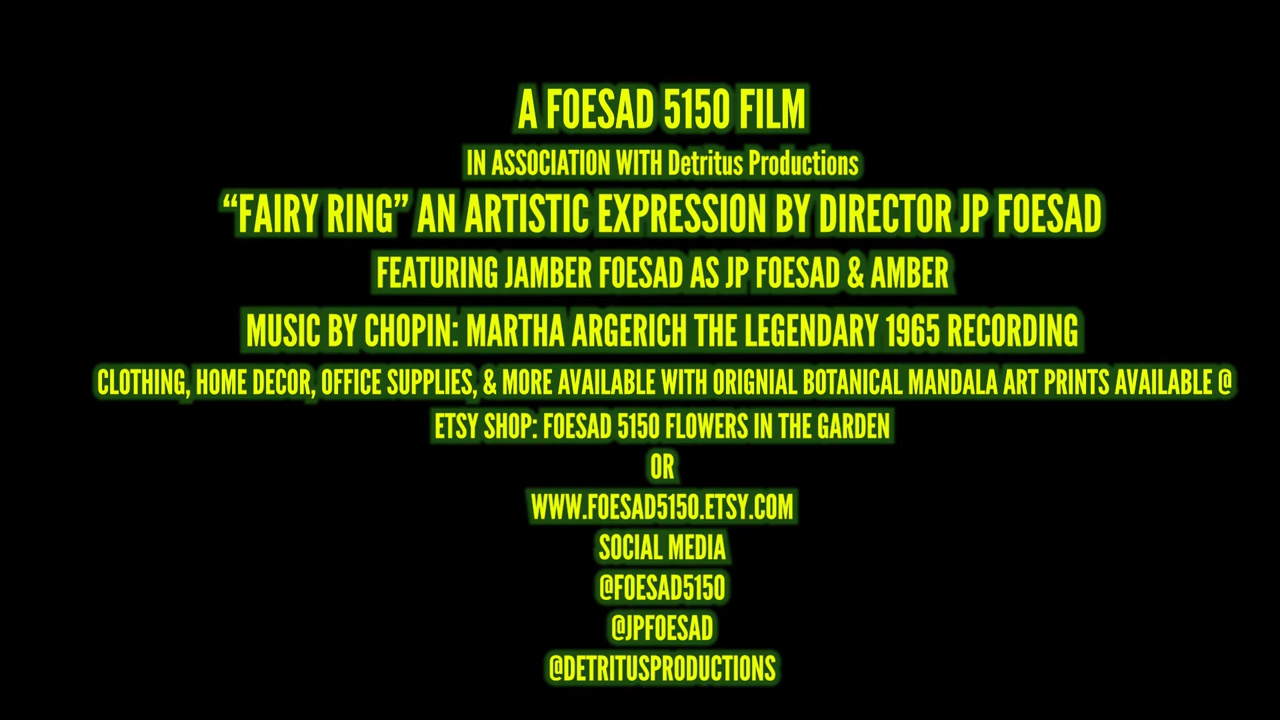 A FOESAD 5150 FILM
IN ASSOCIATION WITH Detritus Productions
“FAIRY RING” AN ARTISTIC EXPRESSION BY DIRECTOR JP FOESAD
FEATURING JAMBER FOESAD AS JP FOESAD & AMBER
MUSIC BY CHOPIN: MARTHA ARGERICH THE LEGENDARY 1965 RECORDING
CLOTHING, HOME DECOR, OFFICE SUPPLIES, & MORE AVAILABLE WITH ORIGNIAL BOTANICAL MANDALA ART PRINTS AVAILABLE @
ETSY SHOP: FOESAD 5150 FLOWERS IN THE GARDEN
OR
WWW.FOESAD5150.ETSY.COM
SOCIAL MEDIA
@FOESAD5150
@JPFOESAD
@DETRITUSPRODUCTIONS